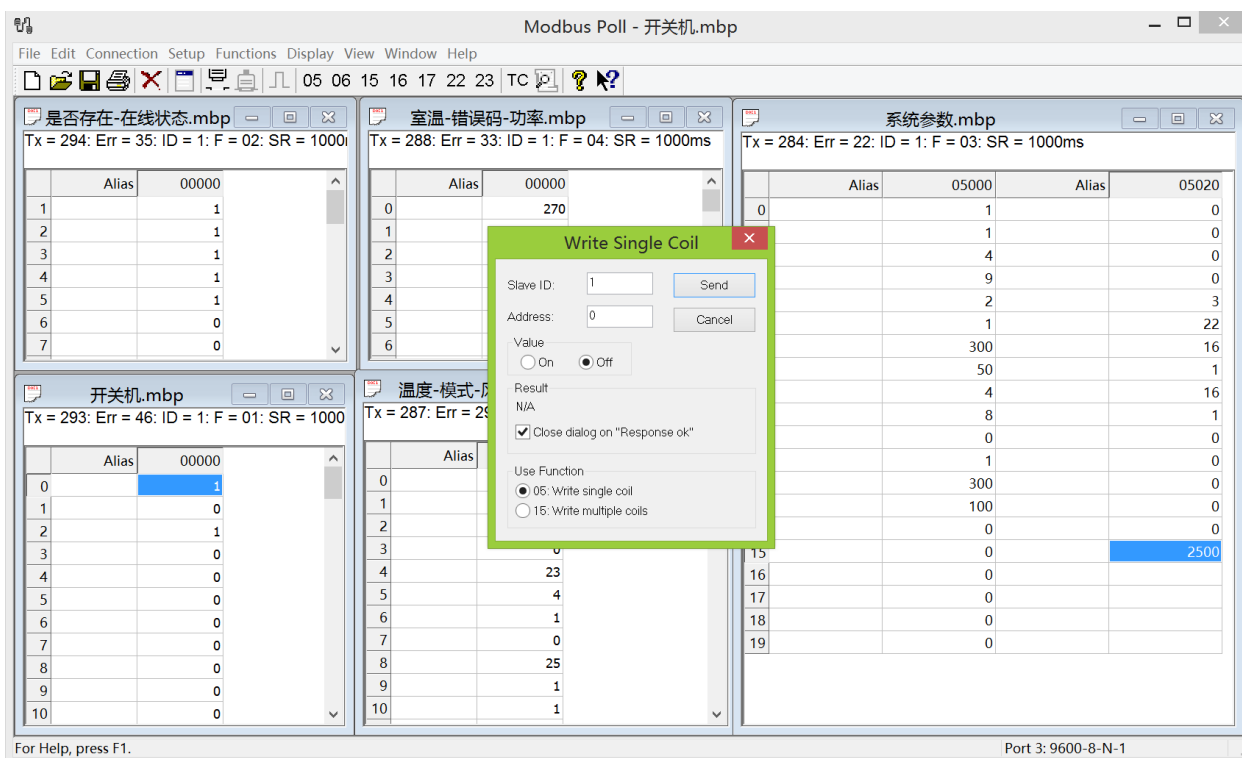 Modbus Poll - 开关机.mbp
File Edit Connection Setup Functions Display View Window Help
05 06 15 16 17 22 23 TC
是否存在-在线状态.mbp
Tx = 294: Err = 35: ID = 1: F = 02: SR = 1000
Alias 00000
1 1
2 1
3 1
4 1
5 1
6 0
7 0
室温-错误码-功率.mbp
Tx = 288: Err = 33: ID = 1: F = 04: SR = 1000ms
Alias 00000
0 270
1
2
3
4
5
6
系统参数.mbp
Tx = 284: Err = 22: ID = 1: F = 03: SR = 1000ms
Alias 05000 Alias 05020
0 1 0
1 0
4 0
9 0
2 3
1 22
300 16
50 1
4 16
8 1
0 0
1 0
300 0
100 0
0 0
15 0 2500
16 0
17 0
18 0
19 0
开关机.mbp
Tx = 293: Err = 46: ID = 1: F = 01: SR = 1000
Alias 00000
0 1
1 0
2 1
3 0
4 0
5 0
6 0
7 0
8 0
9 0
10 0
温度-模式-
Tx = 287: Err = 29
Alias
0
1
2
3 0
4 23
5 4
6 1
7 0
8 25
9 1
10 1
Write Single Coil
Slave ID: 1 Send
Address: 0 Cancel
Value
On Off
Result
N/A
Close dialog on "Response ok"
Use Function
05: Write single coil
15: Write multiple coils
For Help, press F1.
Port 3: 9600-8-N-1